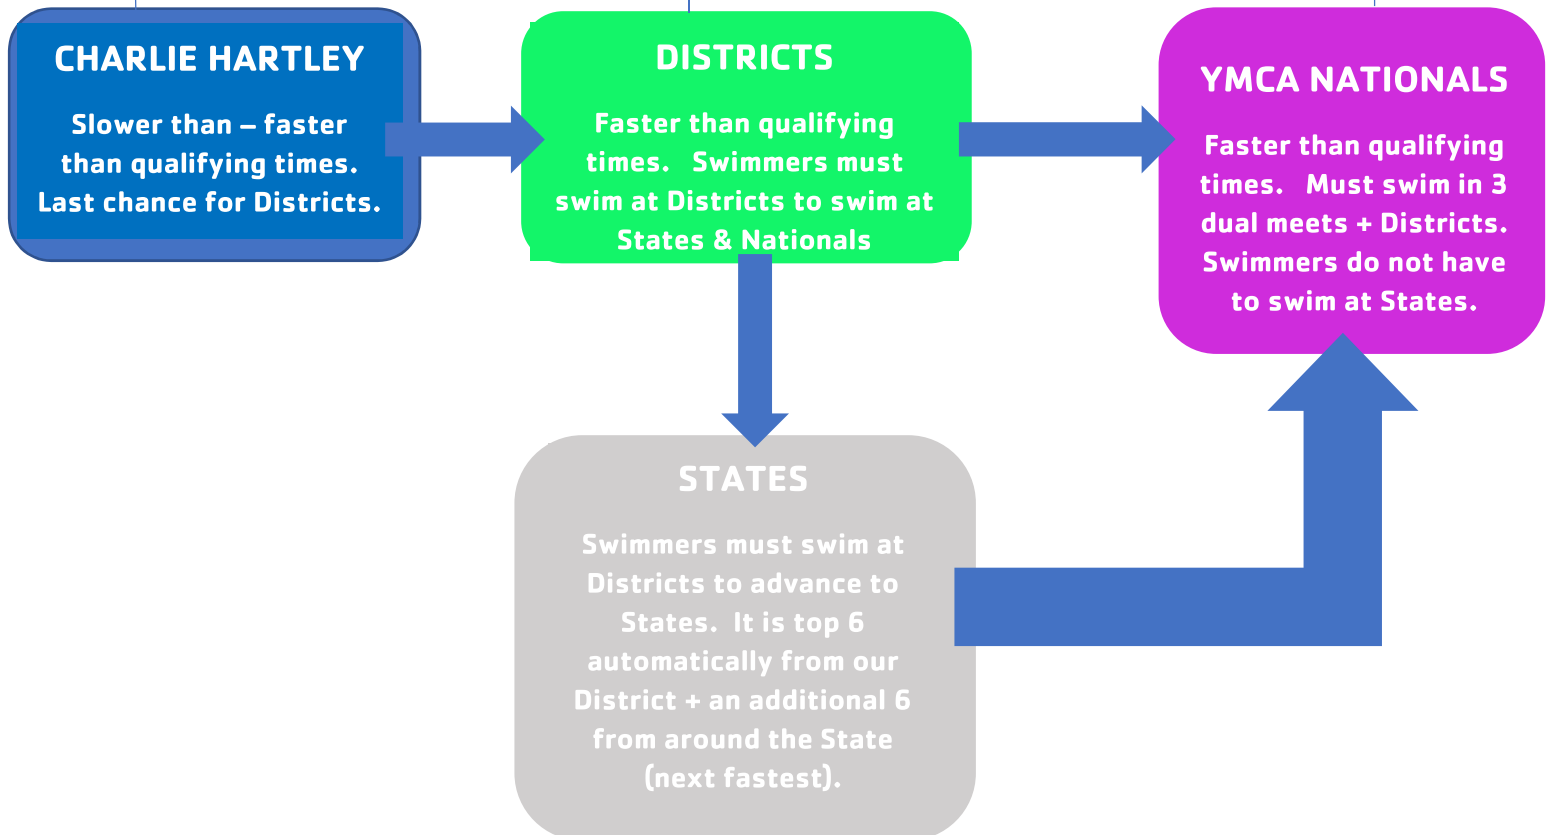 CHARLIE HARTLEY
Slower than – faster
than qualifying times.
Last chance for Districts.
DISTRICTS
Faster than qualifying
times.   Swimmers must
swim at Districts to swim at
States & Nationals
YMCA NATIONALS
Faster than qualifying
times.   Must swim in 3
dual meets + Districts.
Swimmers do not have
to swim at States.
STATES
Swimmers must swim at
Districts to advance to
States.  It is top 6
automatically from our
District + an additional 6
from around the State
(next fastest).